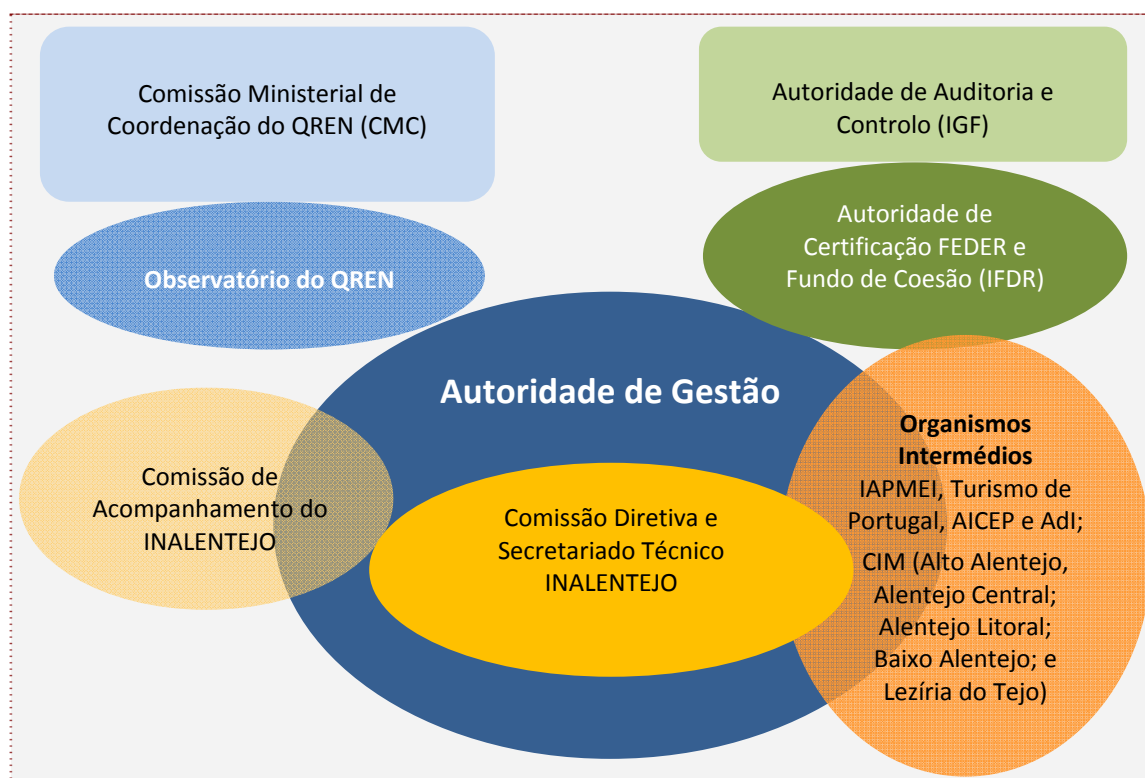 Comissão Ministerial de
Coordenação do QREN (CMC)
Autoridade de Auditoria e
Controlo (IGF)
Observatório do QREN
Autoridade de
Certificação FEDER e
Fundo de Coesão (IFDR)
Autoridade de Gestão
Comissão de
Acompanhamento do
INALENTEJO
Comissão Diretiva e
Secretariado Técnico
INALENTEJO
Organismos
Intermédios
IAPMEI, Turismo de
Portugal, AICEP e AdI;
CIM (Alto Alentejo,
Alentejo Central;
Alentejo Litoral;
Baixo Alentejo; e
Lezíria do Tejo)